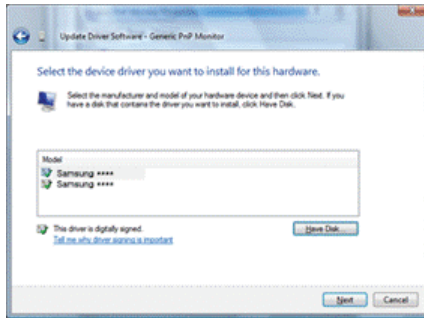 Update Driver Software - Generic PnP Monitor
Select the device driver you want to install for this hardware.
Select the manufacturer and model of your hardware device and then click Next. If you
have a disk that contains the driver you want to install, click Have Disk.
Model
Samsung ****
Samsung ****
This driver is digitally signed.
Have Disk...
Tell me why driver signing is important
Next
Cancel